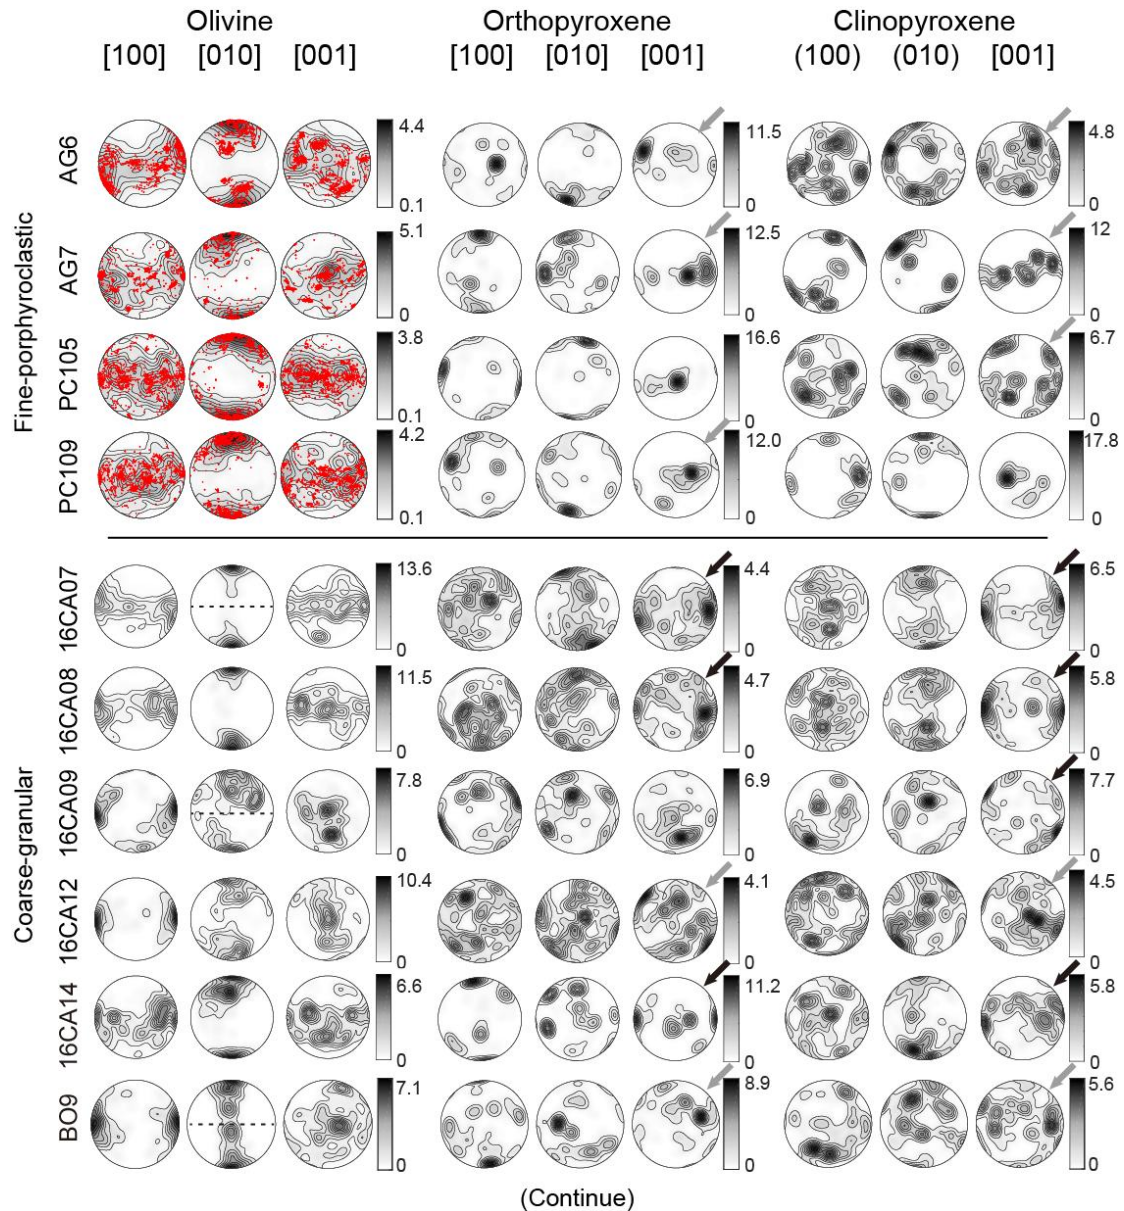 Olivine Orthopyroxene Clinopyroxene
[100] [010] [001] [100] [010] [001] (100) (010) [001]
Fine-porphyroclastic
AG6 4.4 0.1 11.5 0 4.8 0
AG7 5.1 0 12.5 0 12 0
PC105 3.8 0.1 16.6 0 6.7 0
PC109 4.2 0.1 12.0 0 17.8 0
Coarse-granular
16CA07 13.6 0 4.4 0 6.5 0
16CA08 11.5 0 4.7 0 5.8 0
16CA09 7.8 0 6.9 0 7.7 0
16CA12 10.4 0 4.1 0 4.5 0
16CA14 6.6 0 11.2 0 5.8 0
BO9 7.1 0 8.9 0 5.6 0
(Continue)